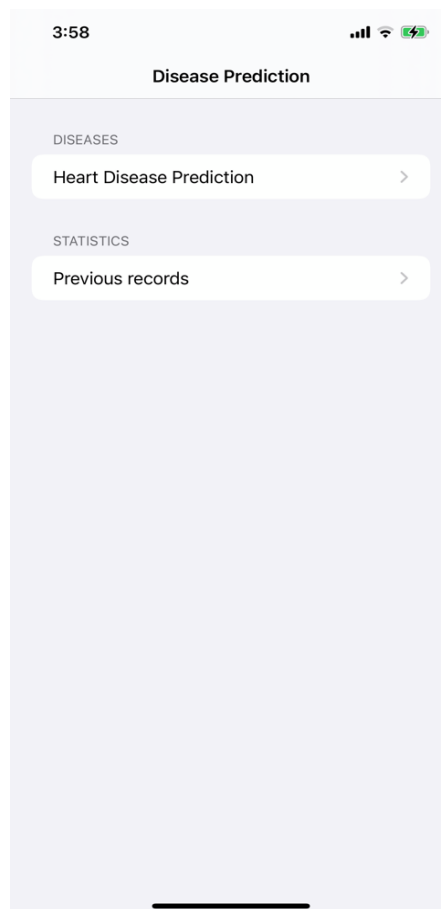 3:58
Disease Prediction
DISEASES
Heart Disease Prediction
STATISTICS
Previous records